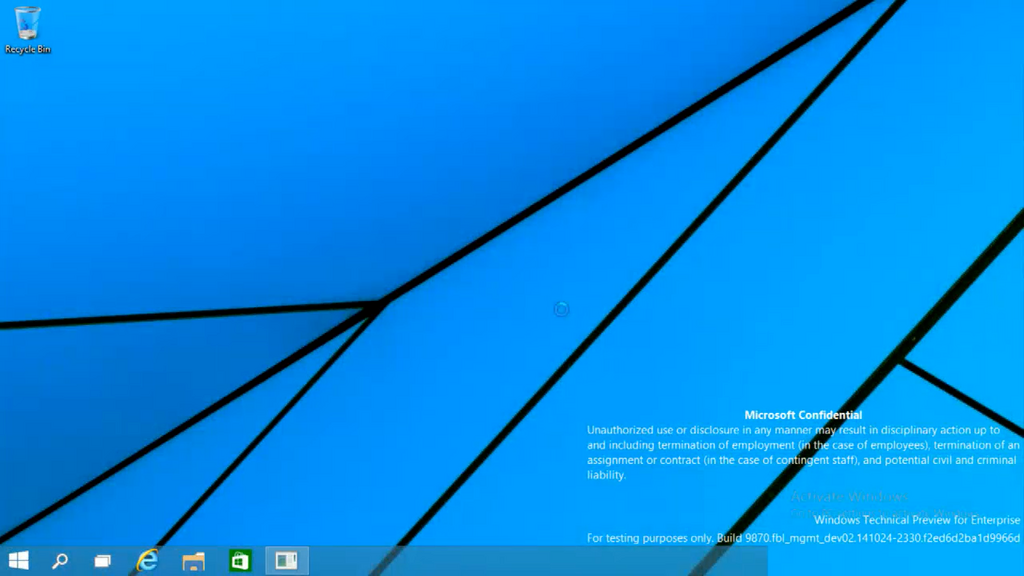 Recycle Bin
Microsoft Confidential
Unauthorized use or disclosure in any manner may result in disciplinary action up to
and including termination of employment (in the case of employees), termination of an
assignment or contract (in the case of contingent staff), and potential civil and criminal
liability.
Activate Windows
Windows Technical Preview for Enterprise
For testing purposes only. Build 9870.fbl_mgmt_dev02.141024-2330.f2ed6d2ba1d9966d